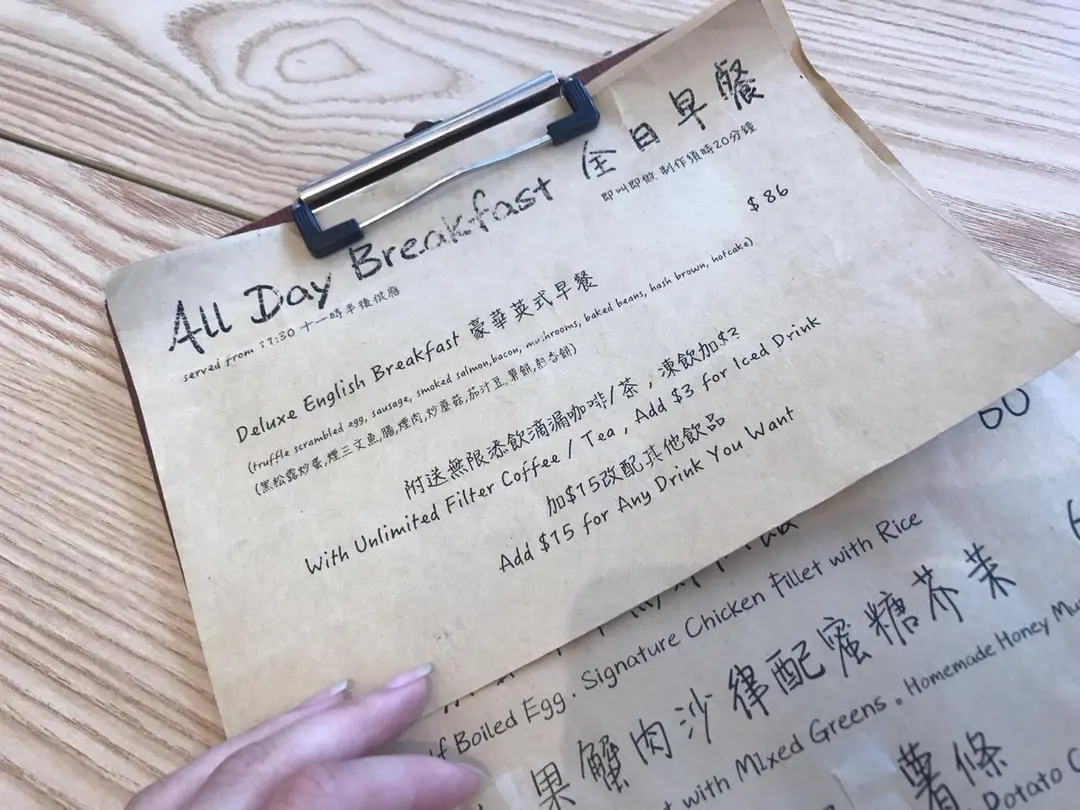 All Day Breakfast 全日早餐
served from 11:30 十一時半後供應
即叫即做 制作須時20分鐘
Deluxe English Breakfast 豪華英式早餐 $86
(truffle scrambled egg, sausage, smoked salmon, bacon, mushrooms, baked beans, hash brown, hotcake)
(黑松露炒蛋,煙三文魚,腸,煙肉,炒蘑菇,茄汁豆,薯餅,熱香餅)
附送無限添飲滴漏咖啡/茶，凍飲加$3
With Unlimited Filter Coffee / Tea, Add $3 for Iced Drink
加$15改配其他飲品
Add $15 for Any Drink You Want
60
Boiled Egg . Signature Chicken Fillet with Rice
果蟹肉沙律配蜜糖芥茉
with Mixed Greens . Homemade Honey
薯條
Potato